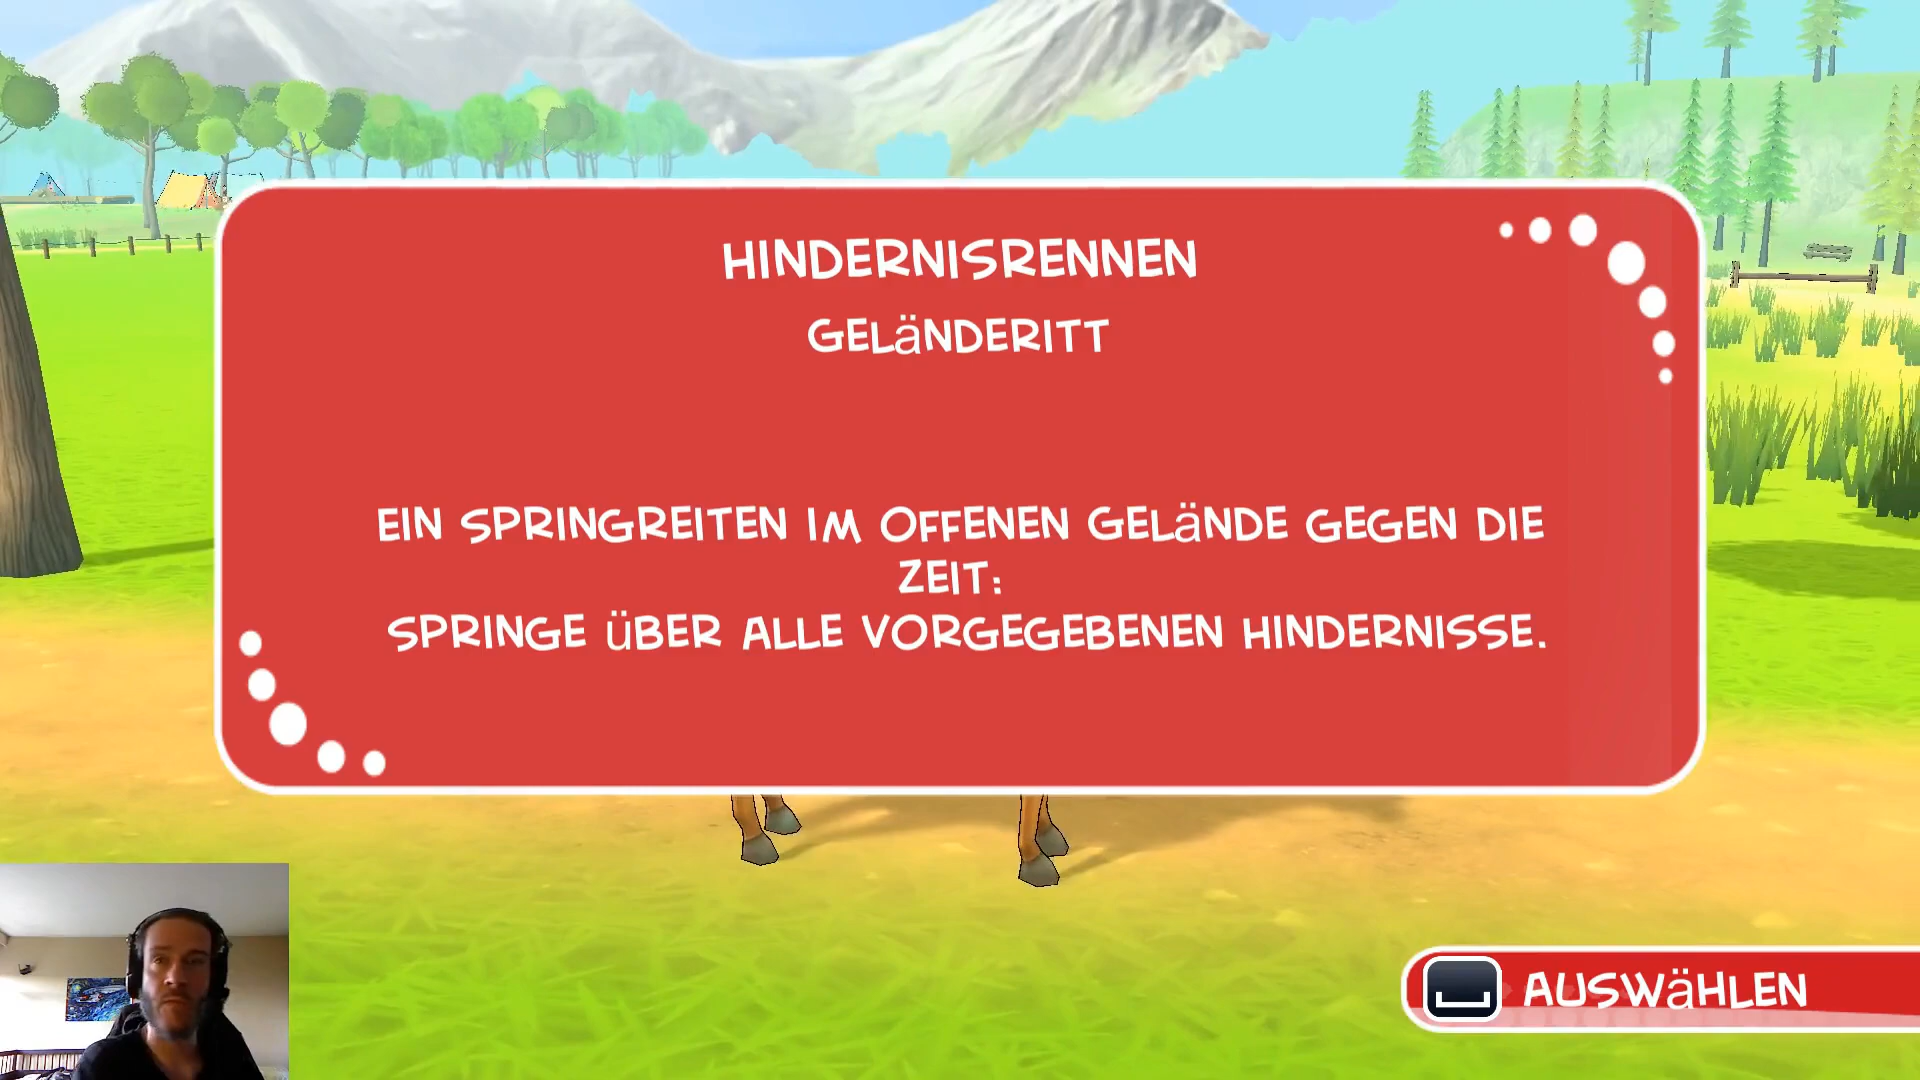 HINDERNISRENNEN
GELäNDERITT
EIN SPRINGREITEN IM OFFENEN GELäNDE GEGEN DIE
ZEIT:
SPRINGE üBER ALLE VORGEGEBENEN HINDERNISSE.
AUSWäHLEN